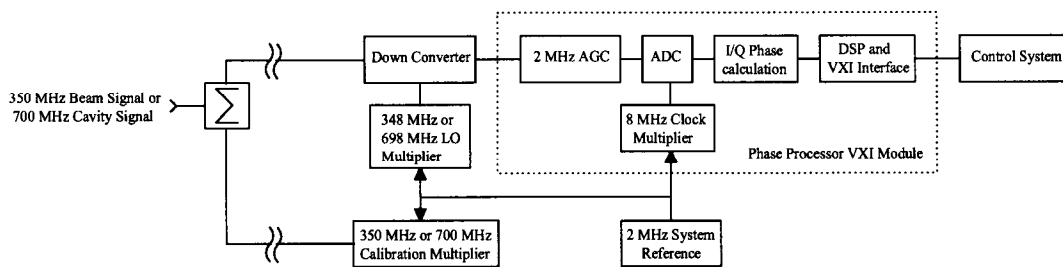 350 MHz Beam Signal or
700 MHz Cavity Signal
Σ
Down Converter
348 MHz or
698 MHz LO
Multiplier
350 MHz or 700 MHz
Calibration Multiplier
2 MHz AGC
ADC
I/Q Phase
calculation
DSP and
VXI Interface
Control System
8 MHz Clock
Multiplier
Phase Processor VXI Module
2 MHz System
Reference